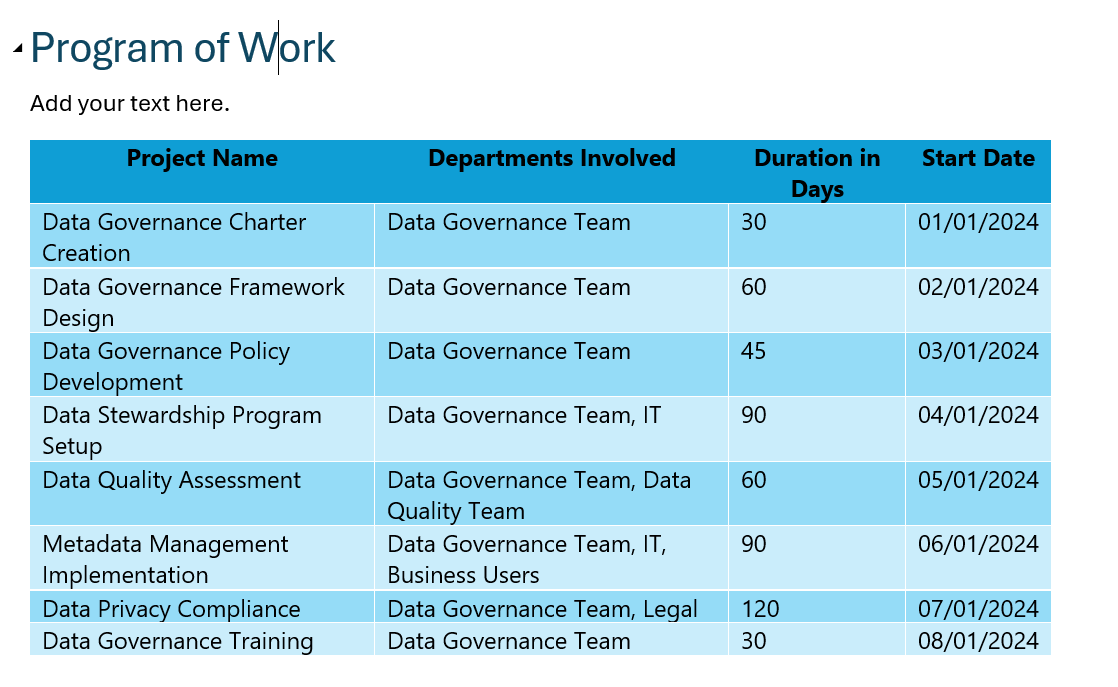 Program of Work
Add your text here.
Project Name Departments Involved Duration in Days Start Date
Data Governance Charter Creation Data Governance Team 30 01/01/2024
Data Governance Framework Design Data Governance Team 60 02/01/2024
Data Governance Policy Development Data Governance Team 45 03/01/2024
Data Stewardship Program Setup Data Governance Team, IT 90 04/01/2024
Data Quality Assessment Data Governance Team, Data Quality Team 60 05/01/2024
Metadata Management Implementation Data Governance Team, IT, Business Users 90 06/01/2024
Data Privacy Compliance Data Governance Team, Legal 120 07/01/2024
Data Governance Training Data Governance Team 30 08/01/2024